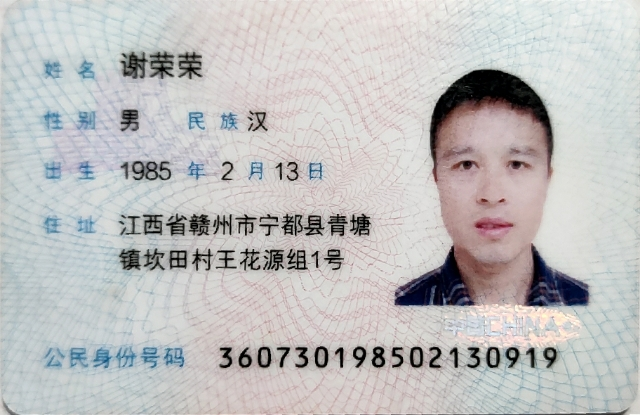 姓名 谢荣荣
性别 男 民族 汉
出生 1985 年 2 月 13 日
住址 江西省赣州市宁都县青塘
镇坎田村王花源组1号
公民身份号码 360730198502130919